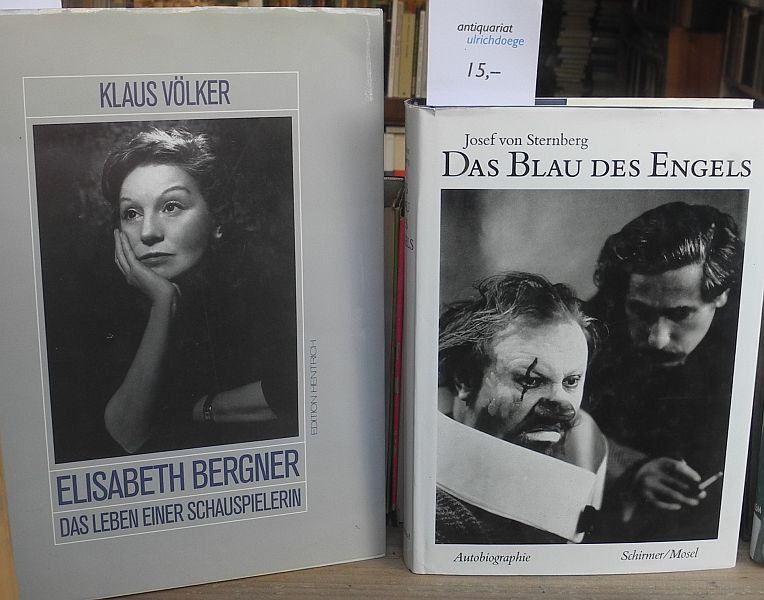 KLAUS VÖLKER
ELISABETH BERGNER
DAS LEBEN EINER SCHAUSPIELERIN
EDITION HENTRICH
antiquariat
ulrichdoege
15,–
Josef von Sternberg
DAS BLAU DES ENGELS
Autobiographie
Schirmer/Mosel